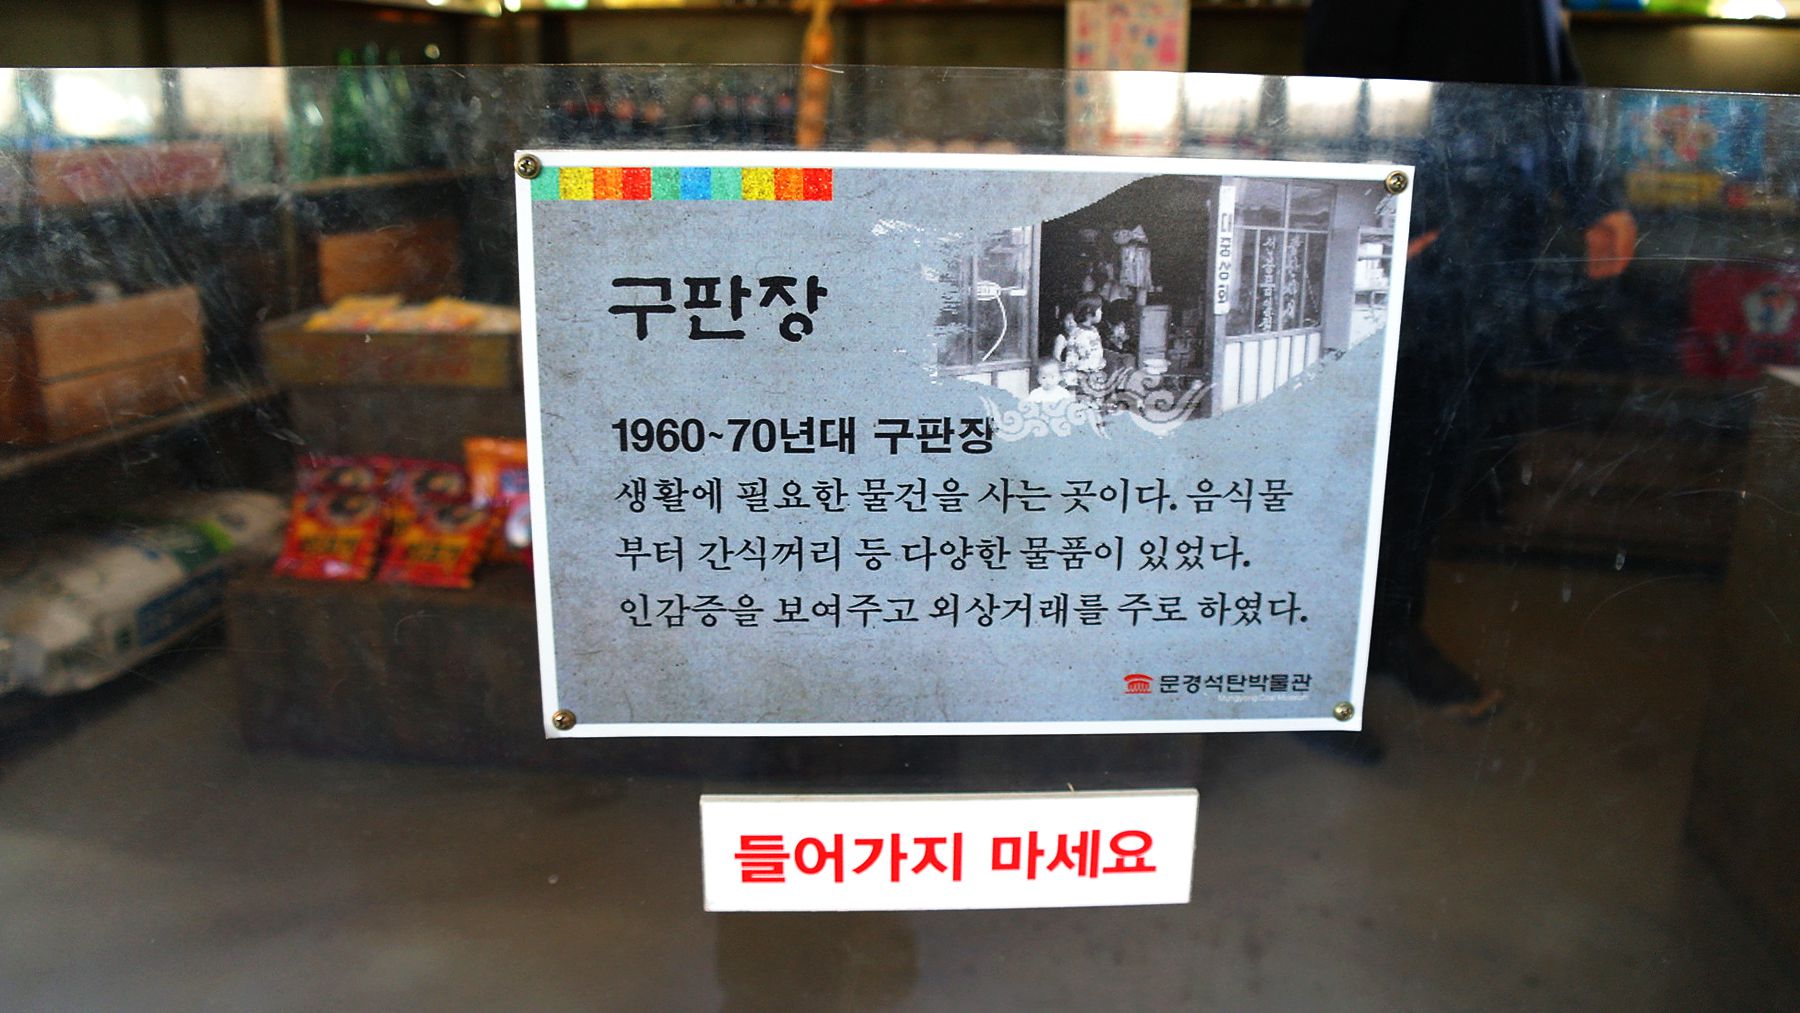 구판장
1960~70년대 구판장
생활에 필요한 물건을 사는 곳이다. 음식물
부터 간식꺼리 등 다양한 물품이 있었다.
인감증을 보여주고 외상거래를 주로 하였다.
문경석탄박물관
Mungyeong Coal Museum
들어가지 마세요